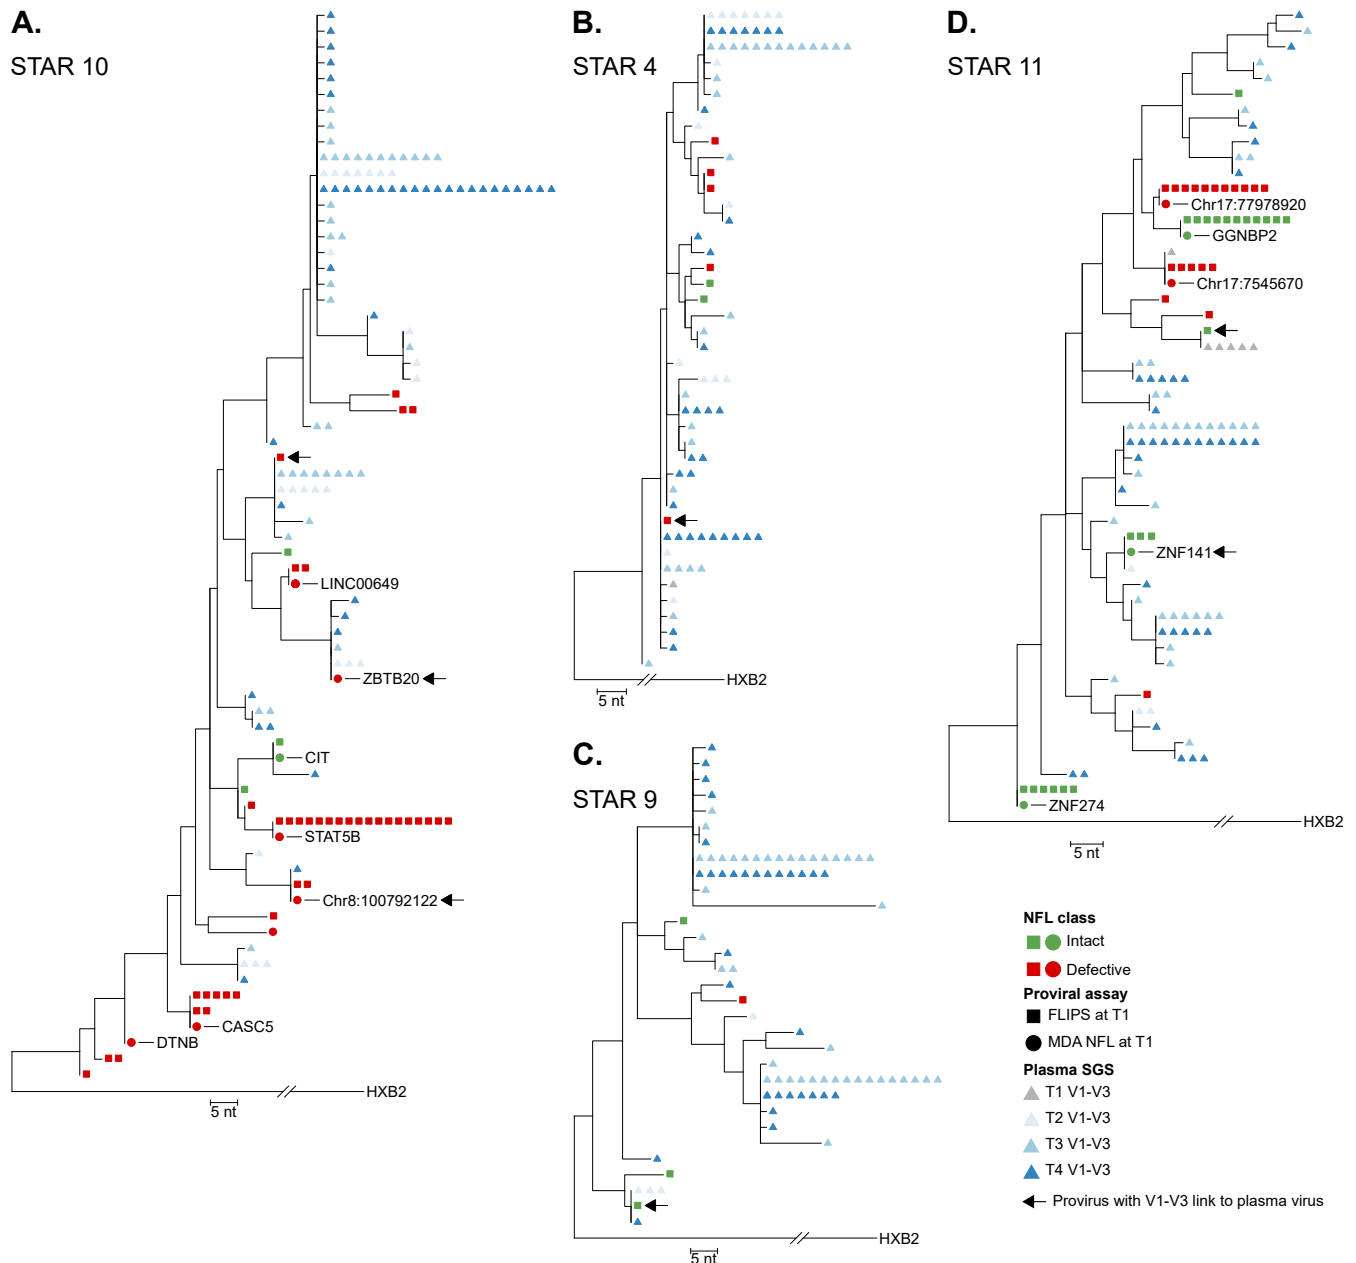 A.
STAR 10
LINC00649
ZBTB20
CIT
STAT5B
Chr8:100792122
CASC5
DTNB
HXB2
5 nt
B.
STAR 4
HXB2
5 nt
C.
STAR 9
HXB2
5 nt
D.
STAR 11
Chr17:77978920
GGNBP2
Chr17:7545670
ZNF141
ZNF274
HXB2
5 nt
NFL class
Intact
Defective
Proviral assay
FLIPS at T1
MDA NFL at T1
Plasma SGS
T1 V1-V3
T2 V1-V3
T3 V1-V3
T4 V1-V3
Provirus with V1-V3 link to plasma virus